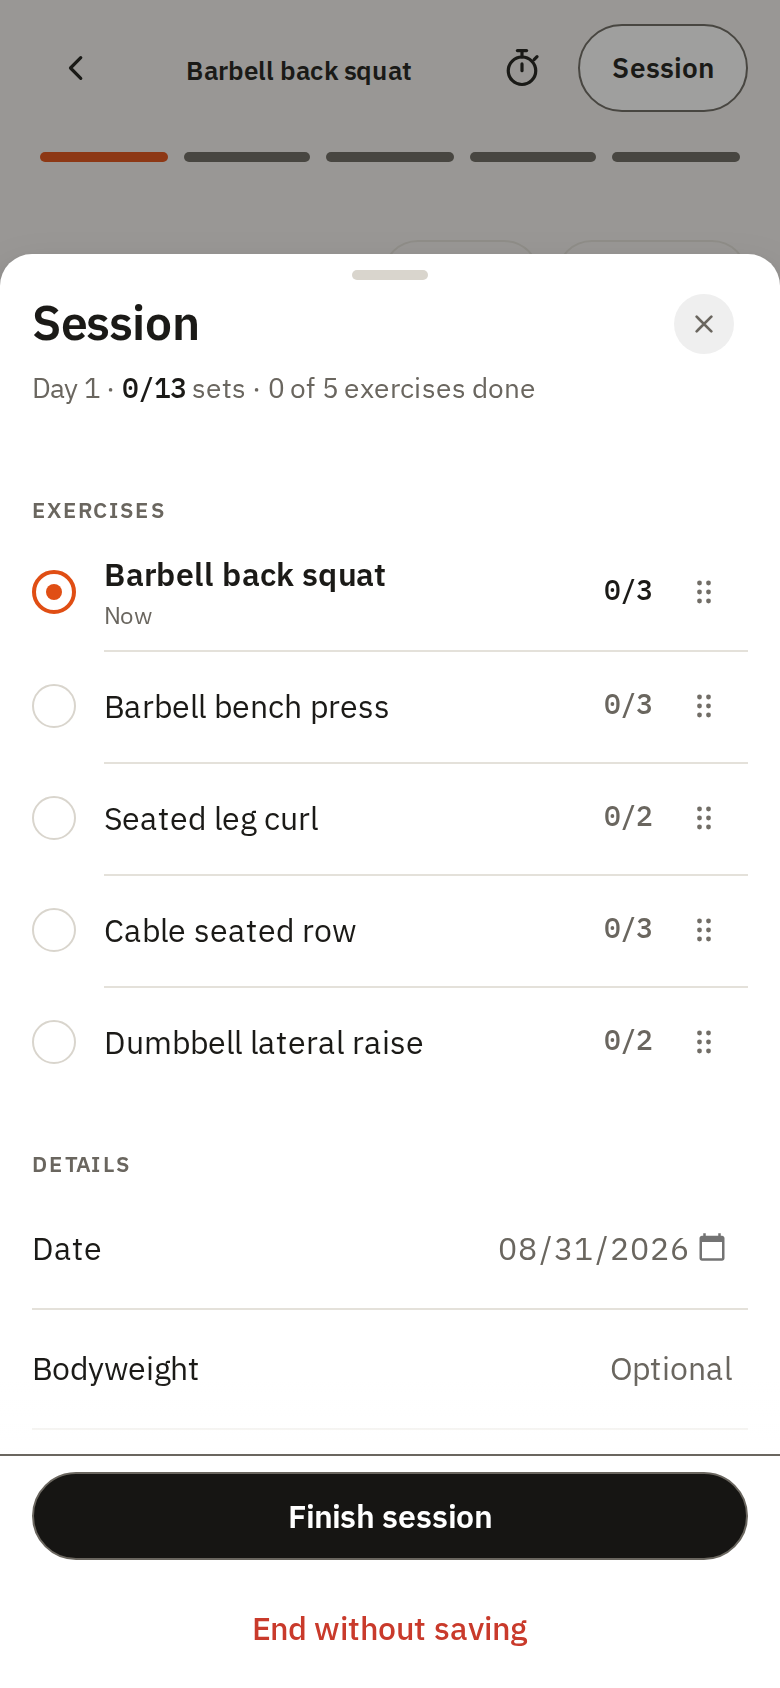 Barbell back squat
Session
Session
Day 1 · 0/13 sets · 0 of 5 exercises done
EXERCISES
Barbell back squat
Now
0/3
Barbell bench press
0/3
Seated leg curl
0/2
Cable seated row
0/3
Dumbbell lateral raise
0/2
DETAILS
Date
08/31/2026
Bodyweight
Optional
Finish session
End without saving